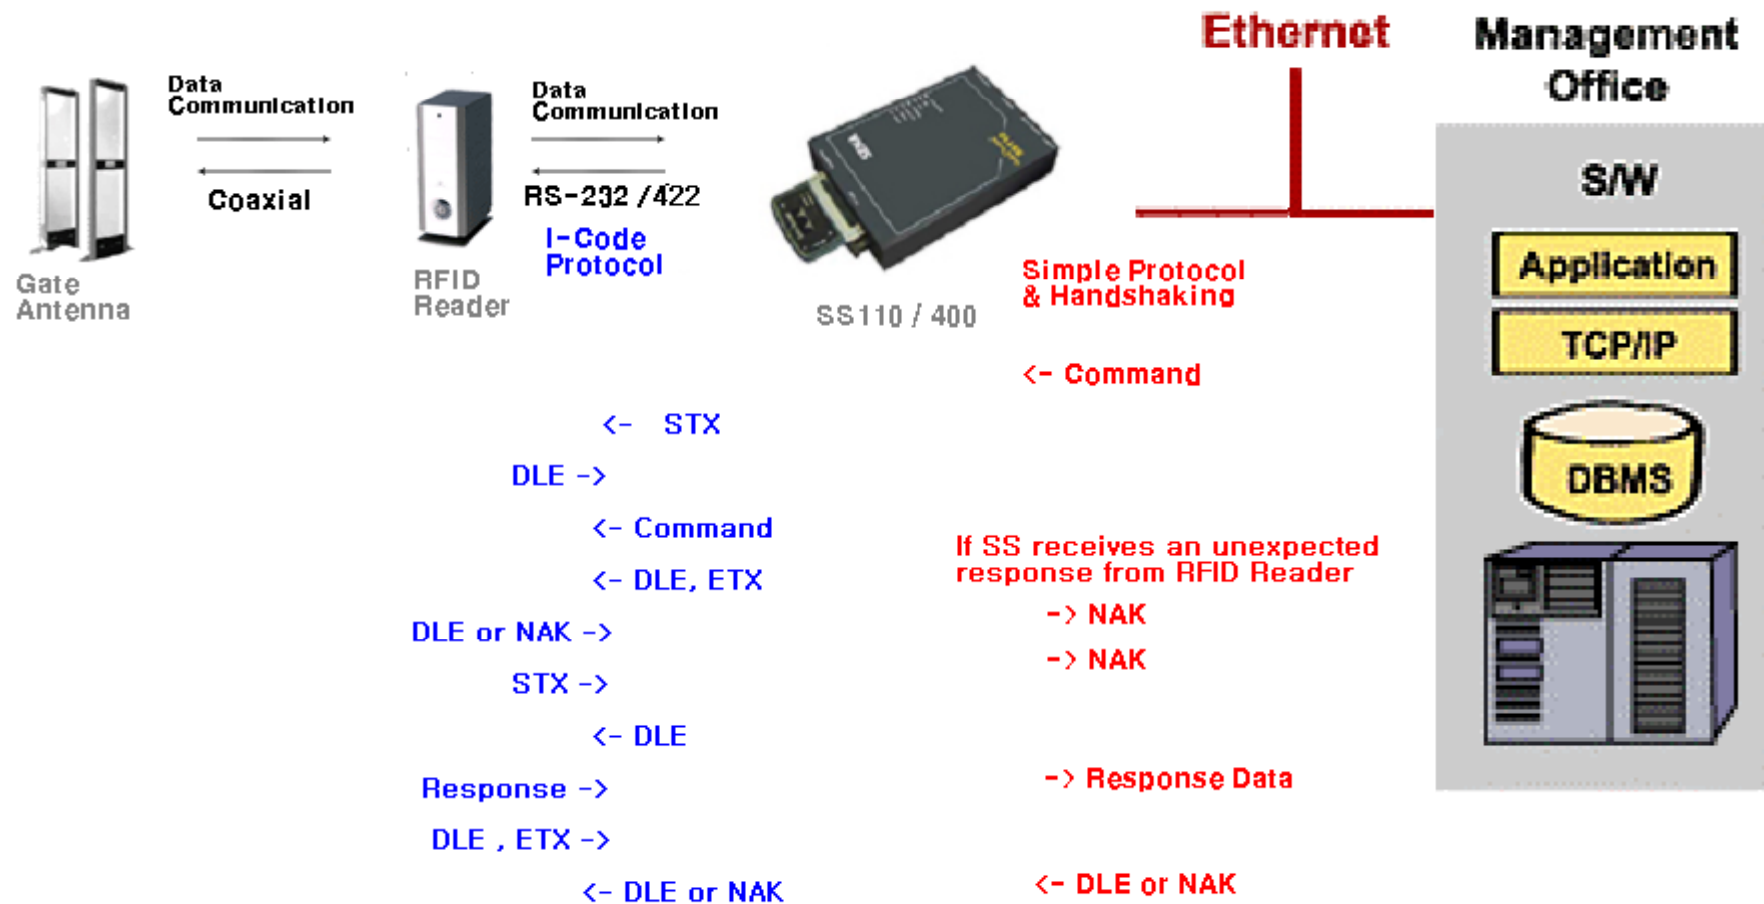 Ethernet
Management
Office
Data
Communication
Coaxial
Data
Communication
RS-232 /422
I-Code
Protocol
Gate
Antenna
RFID
Reader
SENA
SS110 / 400
Simple Protocol
& Handshaking
S/W
Application
TCP/IP
DBMS
<- Command
<- STX
DLE ->
<- Command
<- DLE, ETX
DLE or NAK ->
STX ->
<- DLE
Response ->
DLE , ETX ->
<- DLE or NAK
If SS receives an unexpected
response from RFID Reader
-> NAK
-> NAK
-> Response Data
<- DLE or NAK